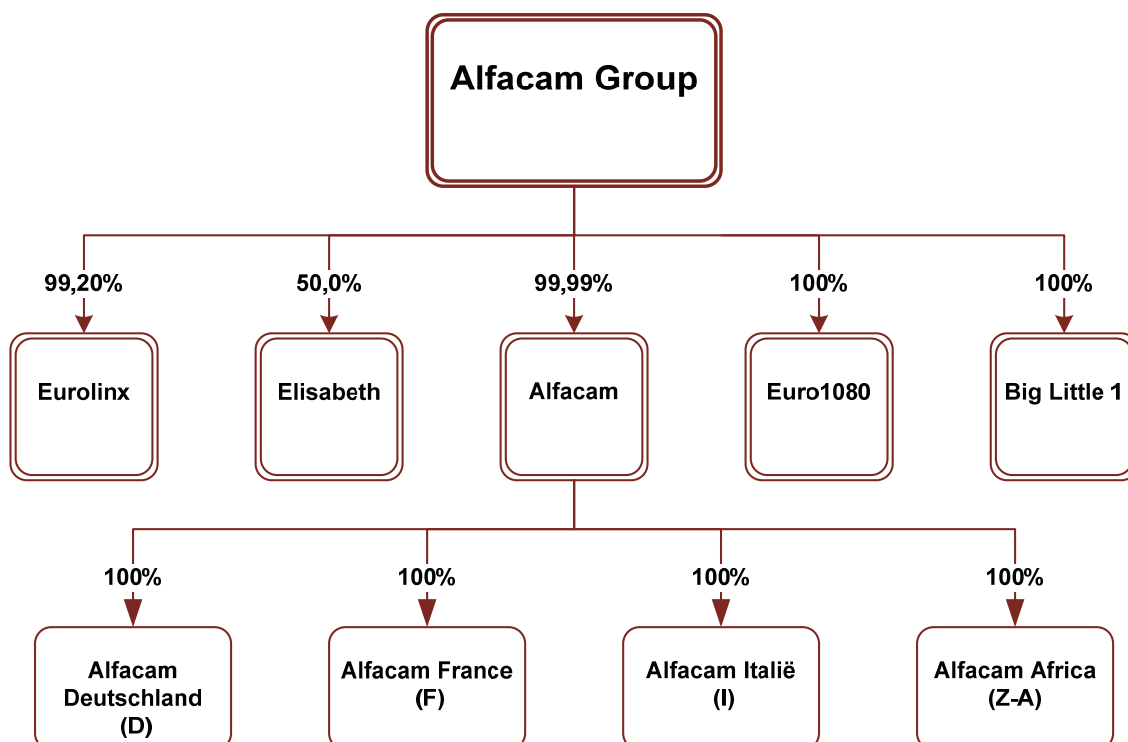 Alfacam Group
99,20%
50,0%
99,99%
100%
100%
Eurolinx
Elisabeth
Alfacam
Euro1080
Big Little 1
100%
100%
100%
100%
Alfacam
Deutschland
(D)
Alfacam France
(F)
Alfacam Italië
(I)
Alfacam Africa
(Z-A)